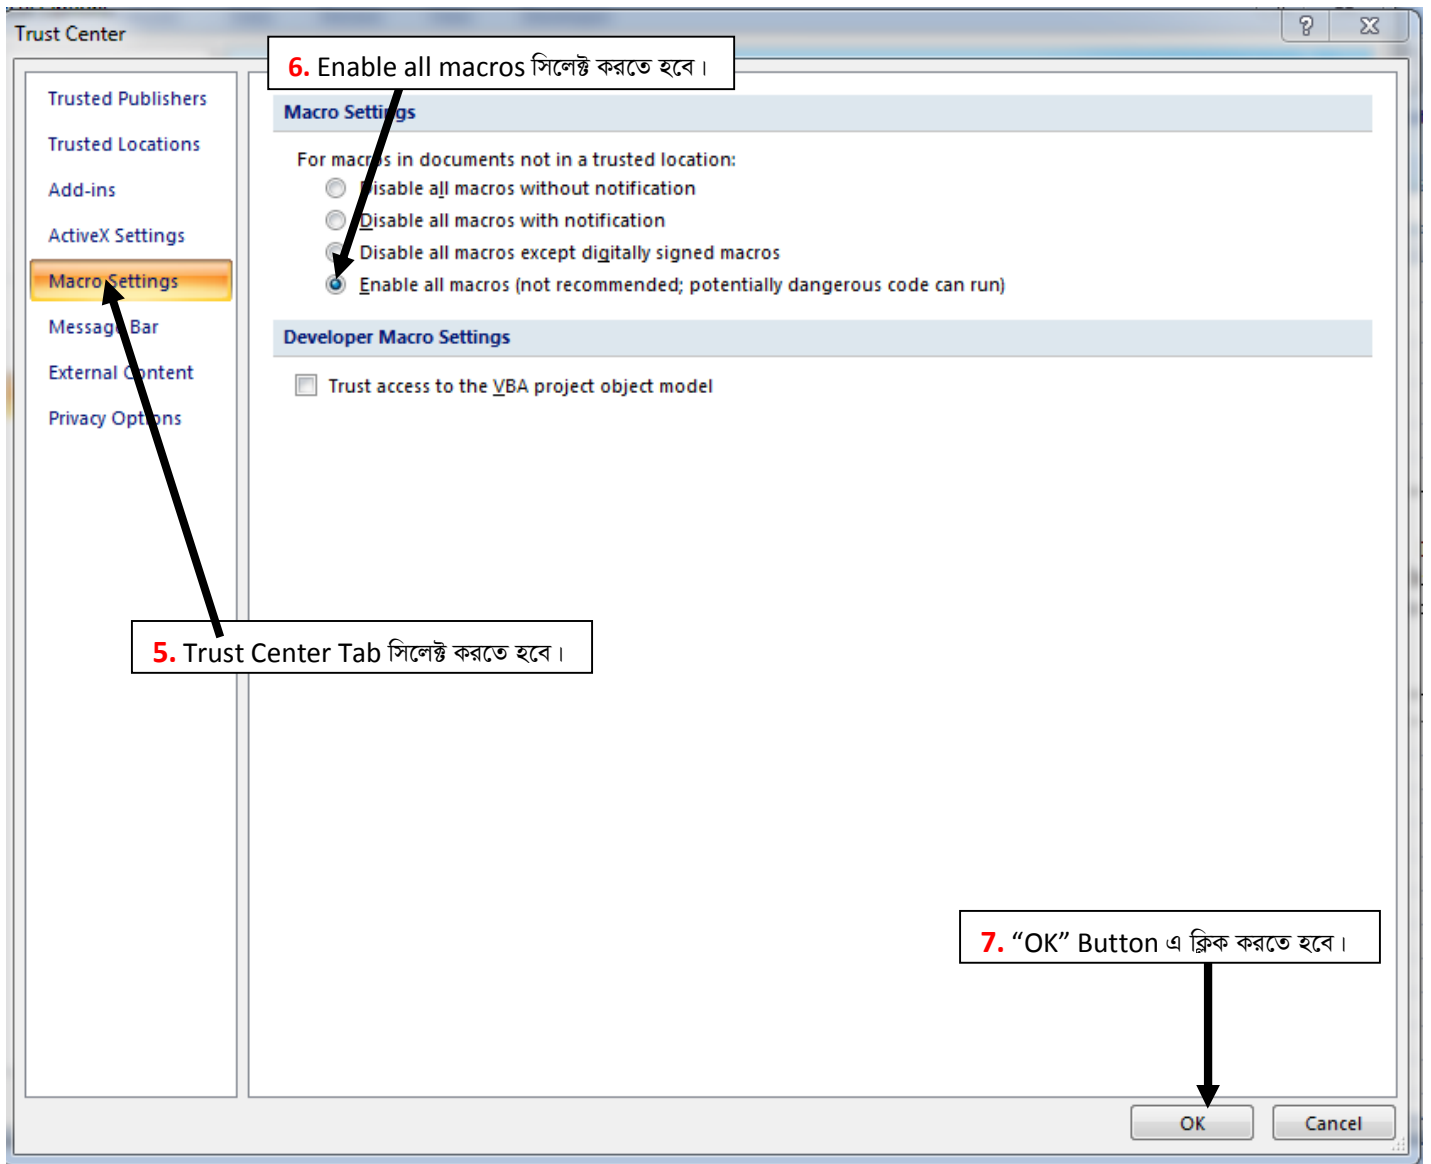 Trust Center
6. Enable all macros সিলেক্ট করতে হবে।
Trusted Publishers
Trusted Locations
Add-ins
ActiveX Settings
Macro Settings
Message Bar
External Content
Privacy Options
Macro Settings
For macros in documents not in a trusted location:
Disable all macros without notification
Disable all macros with notification
Disable all macros except digitally signed macros
Enable all macros (not recommended; potentially dangerous code can run)
Developer Macro Settings
Trust access to the VBA project object model
5. Trust Center Tab সিলেক্ট করতে হবে।
7. “OK” Button এ ক্লিক করতে হবে।
OK
Cancel